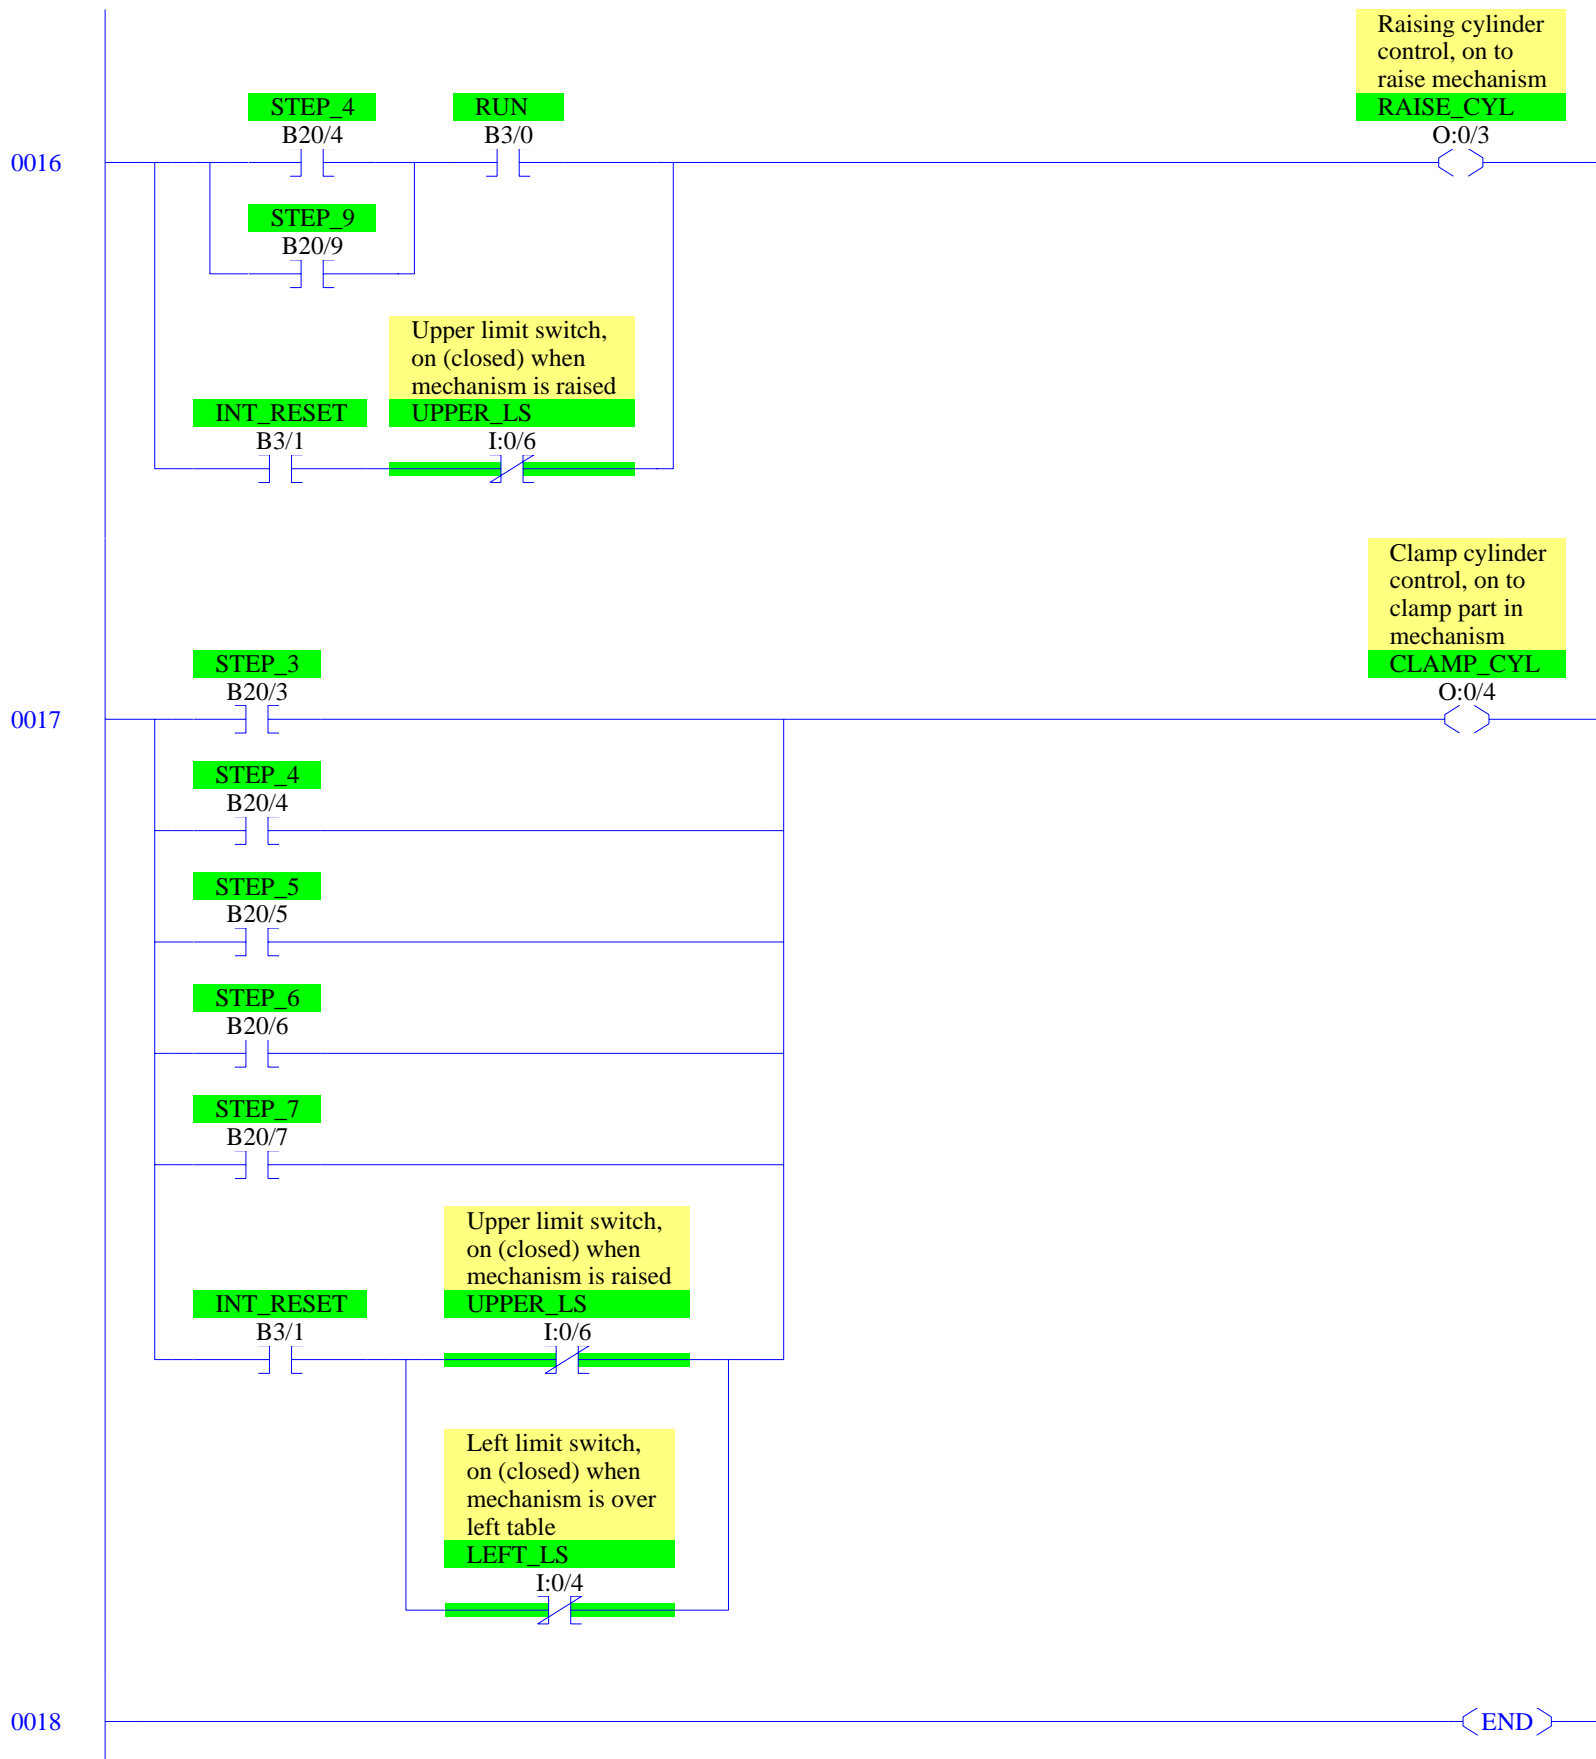 Raising cylinder
control, on to
raise mechanism
STEP_4
RUN
RAISE_CYL
B20/4
B3/0
O:0/3
0016
STEP_9
B20/9
Upper limit switch,
on (closed) when
mechanism is raised
INT_RESET
UPPER_LS
B3/1
I:0/6
Clamp cylinder
control, on to
clamp part in
mechanism
STEP_3
CLAMP_CYL
B20/3
O:0/4
0017
STEP_4
B20/4
STEP_5
B20/5
STEP_6
B20/6
STEP_7
B20/7
Upper limit switch,
on (closed) when
mechanism is raised
INT_RESET
UPPER_LS
B3/1
I:0/6
Left limit switch,
on (closed) when
mechanism is over
left table
LEFT_LS
I:0/4
0018
END